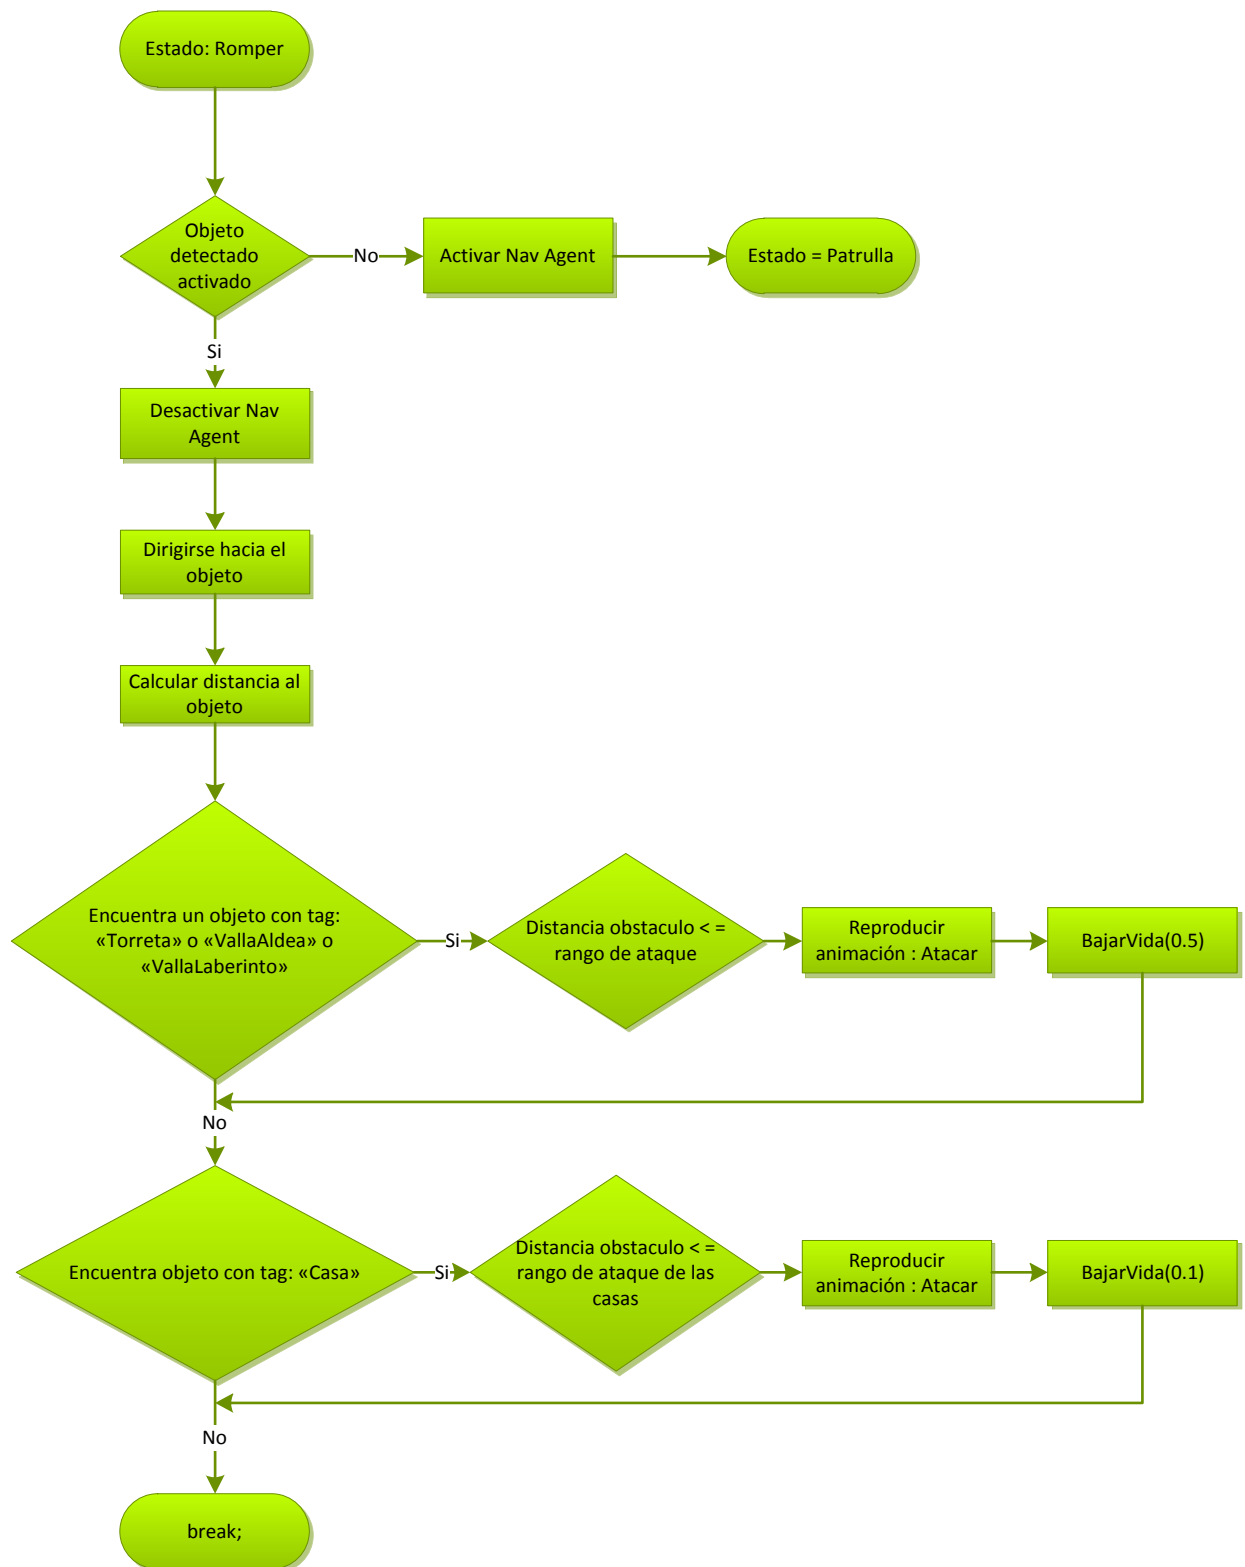 Estado: Romper
Objeto
detectado
activado
No
Activar Nav Agent
Estado = Patrulla
Si
Desactivar Nav
Agent
Dirigirse hacia el
objeto
Calcular distancia al
objeto
Encuentra un objeto con tag:
«Torreta» o «VallaAldea» o
«VallaLaberinto»
Si
Distancia obstaculo < =
rango de ataque
Reproducir
animación : Atacar
BajarVida(0.5)
No
Encuentra objeto con tag: «Casa»
Si
Distancia obstaculo < =
rango de ataque de las
casas
Reproducir
animación : Atacar
BajarVida(0.1)
No
break;